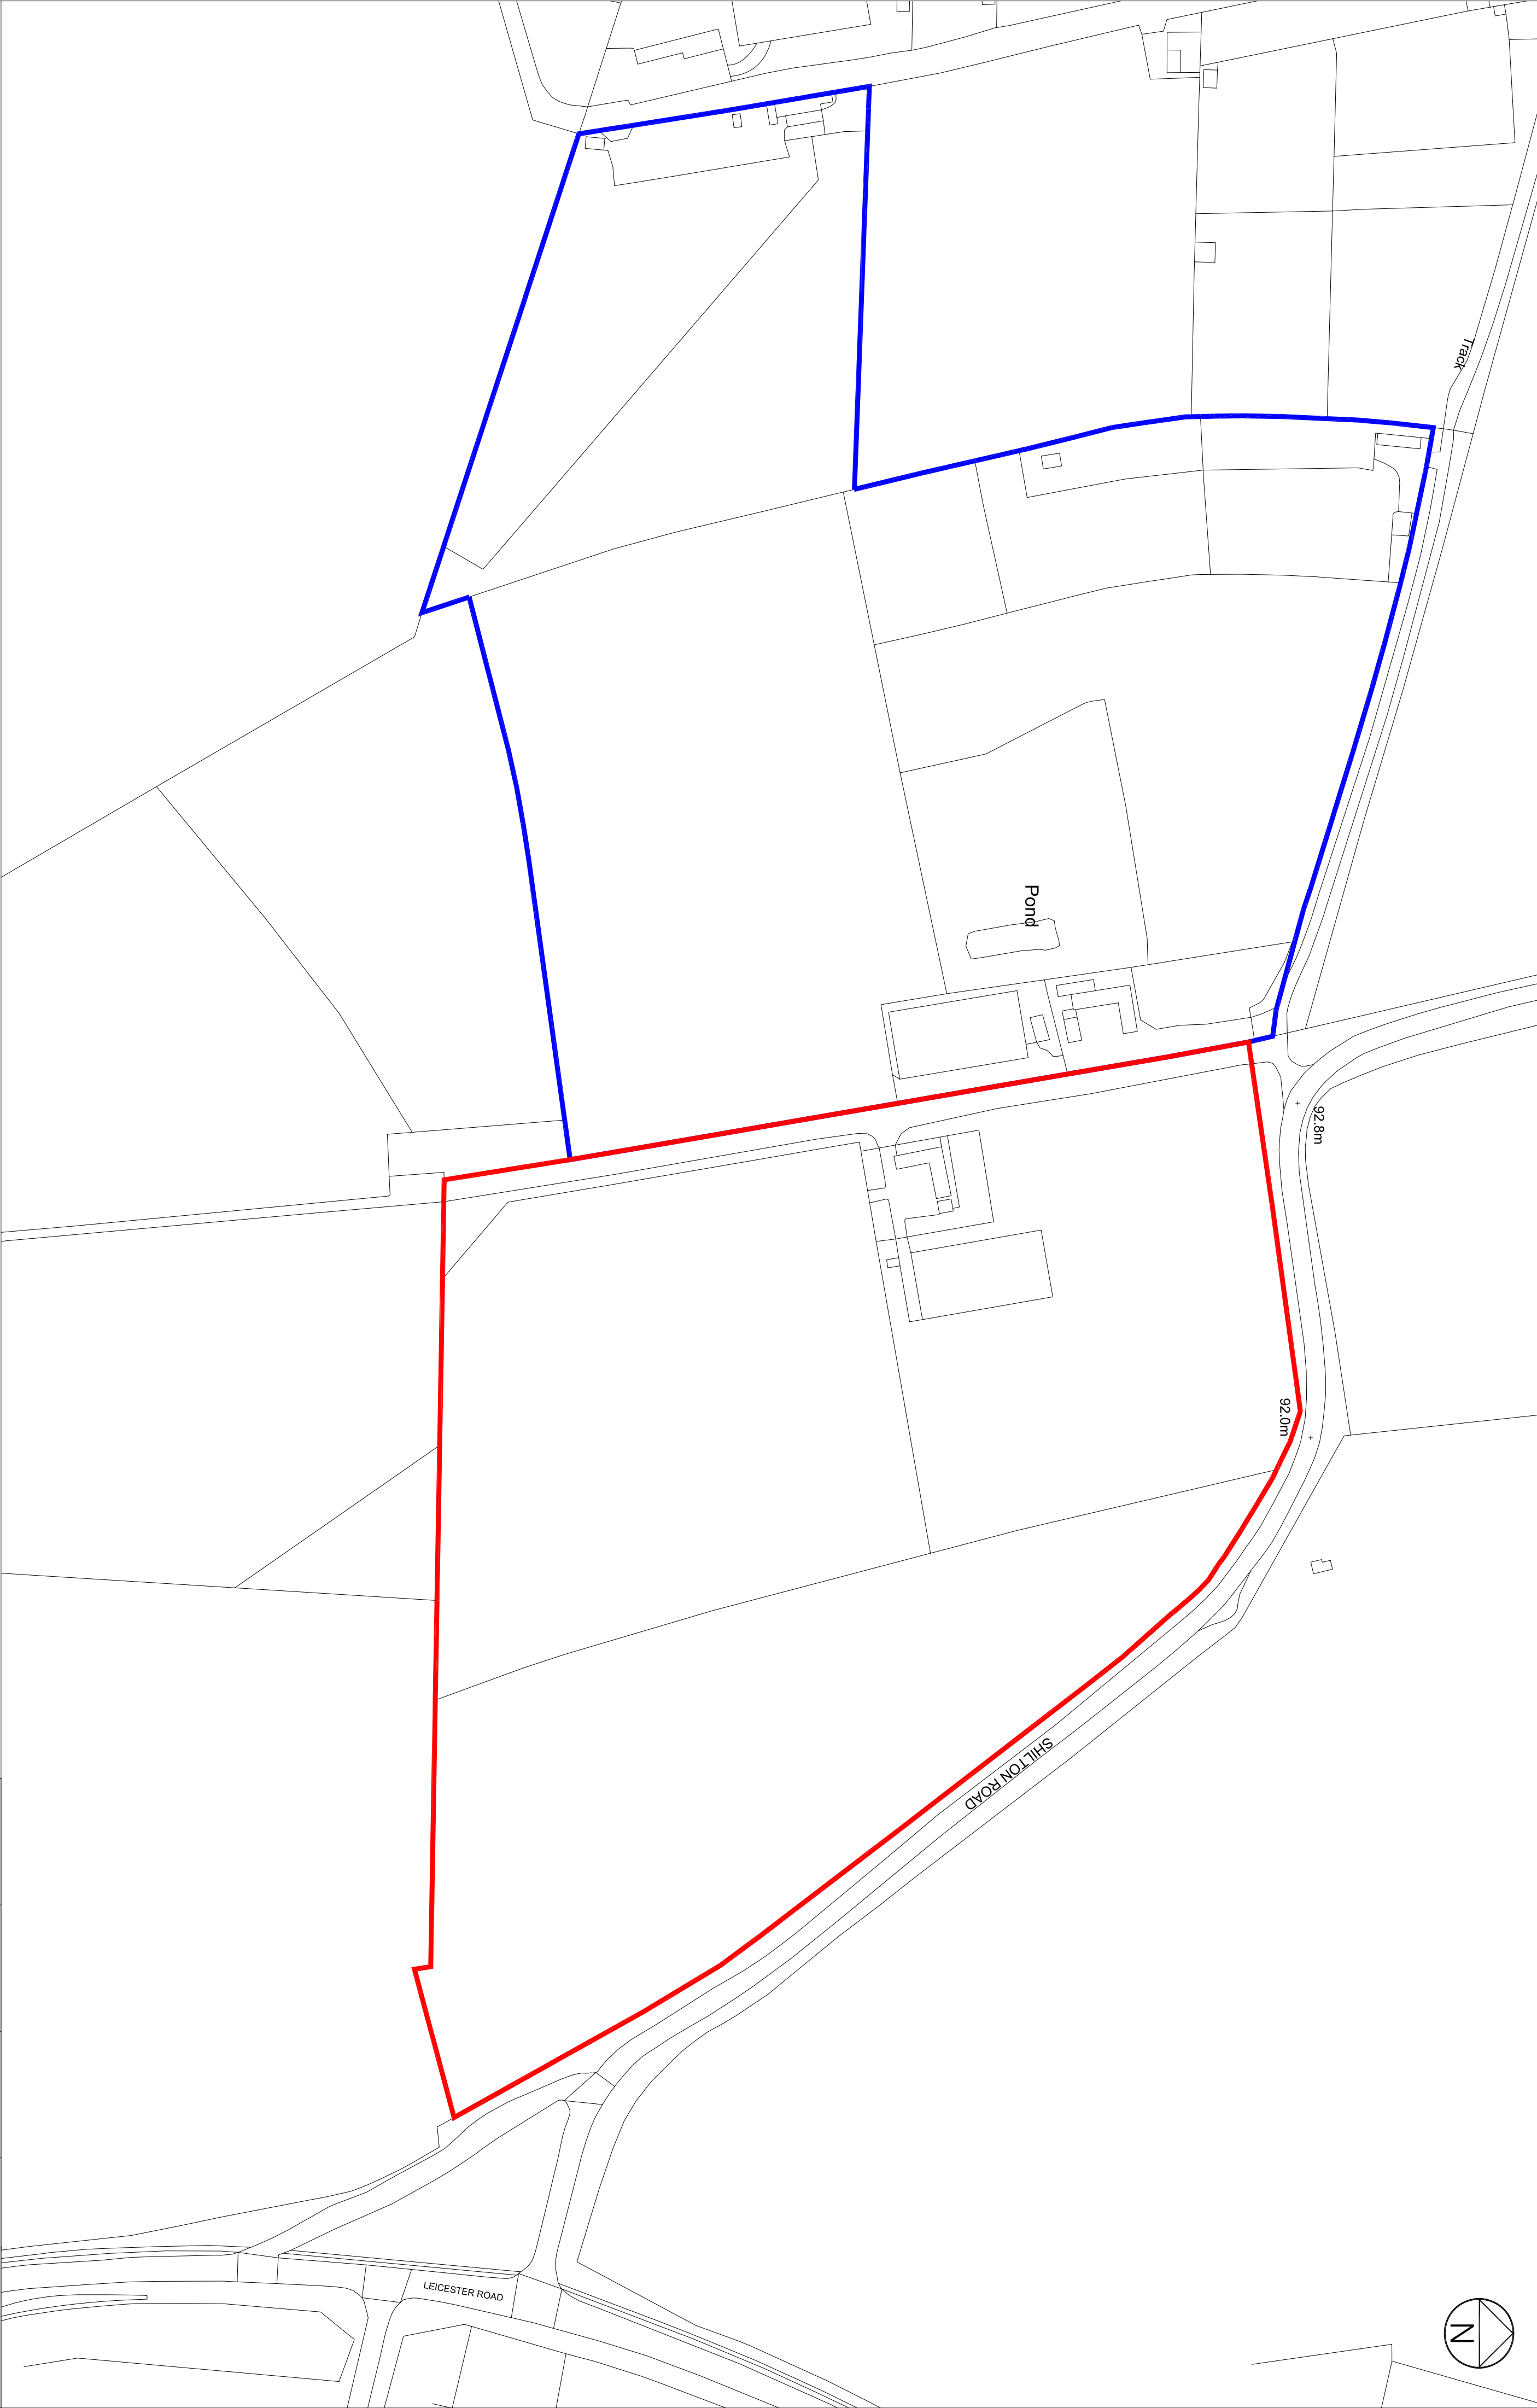 Track
Pond
92.8m
92.0m
SHILTON ROAD
LEICESTER ROAD
N